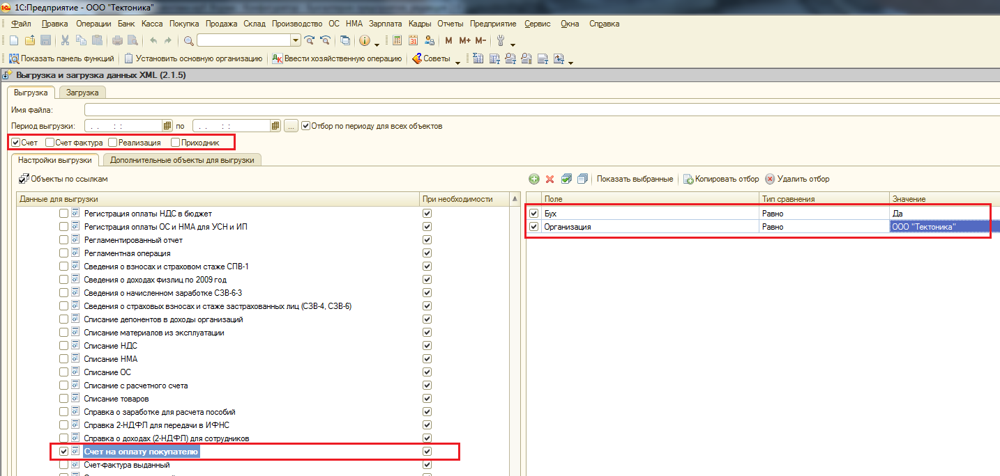 1С:Предприятие - ООО "Тектоника"
Файл Правка Операции Банк Касса Покупка Продажа Склад Производство ОС НМА Зарплата Кадры Отчеты Предприятие Сервис Окна Справка
M M+ M-
Показать панель функций Установить основную организацию Ввести хозяйственную операцию Советы
Выгрузка и загрузка данных XML (2.1.5)
Выгрузка Загрузка
Имя файла:
Период выгрузки: . . : : по . . : : ... Отбор по периоду для всех объектов
Счет Счет фактура Реализация Приходник
Настройки выгрузки Дополнительные объекты для выгрузки
Объекты по ссылкам Показать выбранные Копировать отбор Удалить отбор
Данные для выгрузки При необходимости Поле Тип сравнения Значение
Регистрация оплаты НДС в бюджет Бух Равно Да
Регистрация оплаты ОС и НМА для УСН и ИП Организация Равно ООО "Тектоника"
Регламентированный отчет
Регламентная операция
Сведения о взносах и страховом стаже СПВ-1
Сведения о доходах физлиц по 2009 год
Сведения о начисленном заработке СЗВ-6-3
Сведения о страховых взносах и стаже застрахованных лиц (СЗВ-4, СЗВ-6)
Списание депонентов в доходы организаций
Списание материалов из эксплуатации
Списание НДС
Списание НМА
Списание ОС
Списание с расчетного счета
Списание товаров
Справка о заработке для расчета пособий
Справка 2-НДФЛ для передачи в ИФНС
Справка о доходах (2-НДФЛ) для сотрудников
Счет на оплату покупателю
Счет-фактура выданный